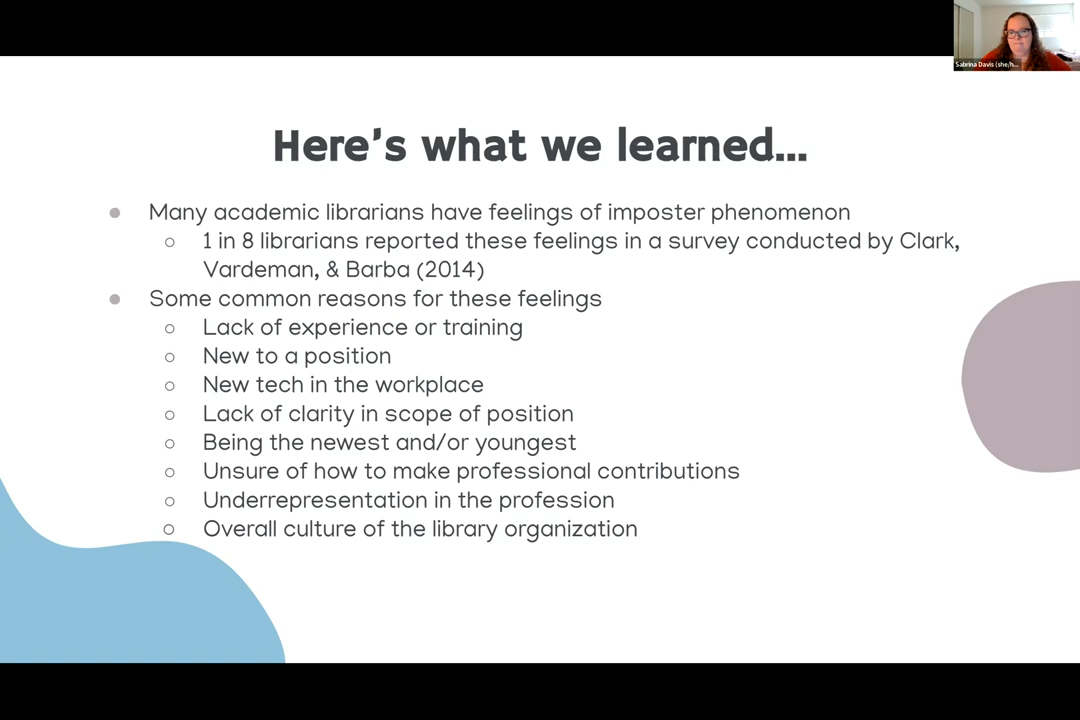 Sabrina Davis (she/h...
Here's what we learned...
● Many academic librarians have feelings of imposter phenomenon
○ 1 in 8 librarians reported these feelings in a survey conducted by Clark,
Vardeman, & Barba (2014)
● Some common reasons for these feelings
○ Lack of experience or training
○ New to a position
○ New tech in the workplace
○ Lack of clarity in scope of position
○ Being the newest and/or youngest
○ Unsure of how to make professional contributions
○ Underrepresentation in the profession
○ Overall culture of the library organization